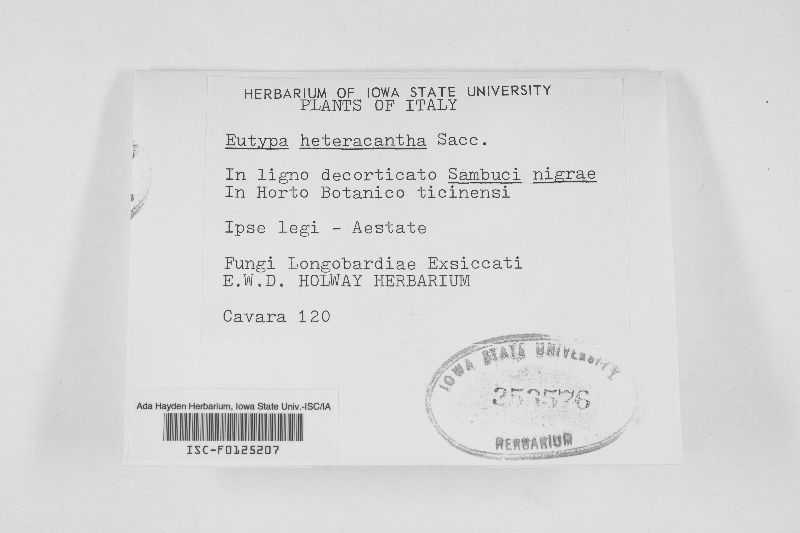 HERBARIUM OF IOWA STATE UNIVERSITY
PLANTS OF ITALY
Eutypa heteracantha Sacc.
In ligno decorticato Sambuci nigrae
In Horto Botanico ticinensi
Ipse legi - Aestate
Fungi Longobardiae Exsiccati
E.W.D. HOLWAY HERBARIUM
Cavara 120
IOWA STATE UNIVERSITY
353576
HERBARIUM
Ada Hayden Herbarium, Iowa State Univ.-ISC/IA
ISC-F0125207